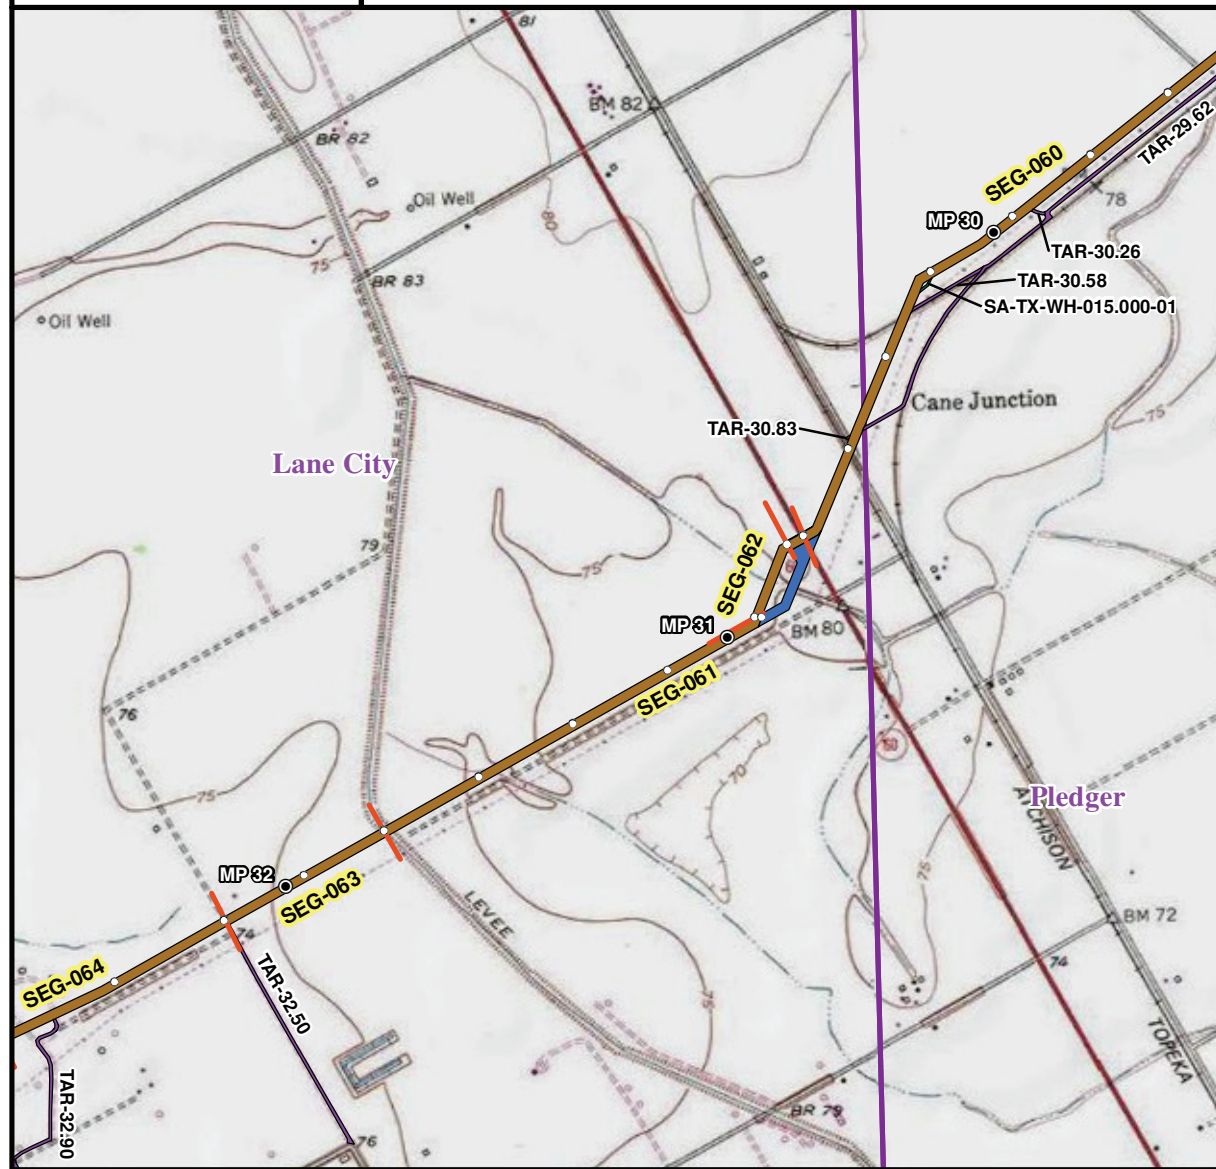 81
BM 82
BR 82
TAR-29.62
SEG-060
78
Oil Well
80
MP 30
TAR-30.26
75
BR 83
TAR-30.58
SA-TX-WH-015.000-01
Oil Well
Cane Junction
75
TAR-30.83
Lane City
79
75
SEG-062
MP 31
BM 80
SEG-061
76
60
70
75
Pledger
ATCHISON
75
MP 32
SEG-063
LEVEE
BM 72
74
74
SEG-064
TAR-32.50
75
TOPEKA
TAR-32.90
BR 79
76